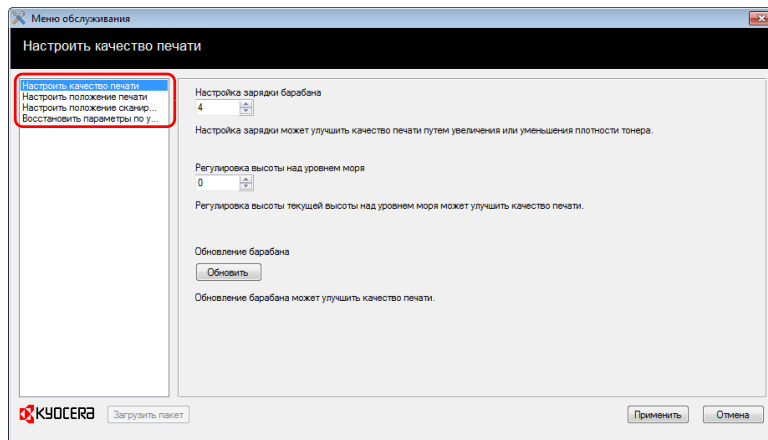 Меню обслуживания
Настроить качество печати
Настроить качество печати
Настроить положение печати
Настроить положение сканир...
Восстановить параметры по у...
Настройка зарядки барабана
4
Настройка зарядки может улучшить качество печати путем увеличения или уменьшения плотности тонера.
Регулировка высоты над уровнем моря
0
Регулировка высоты текущей высоты над уровнем моря может улучшить качество печати.
Обновление барабана
Обновить
Обновление барабана может улучшить качество печати.
KYOCERA
Загрузить пакет
Применить
Отмена